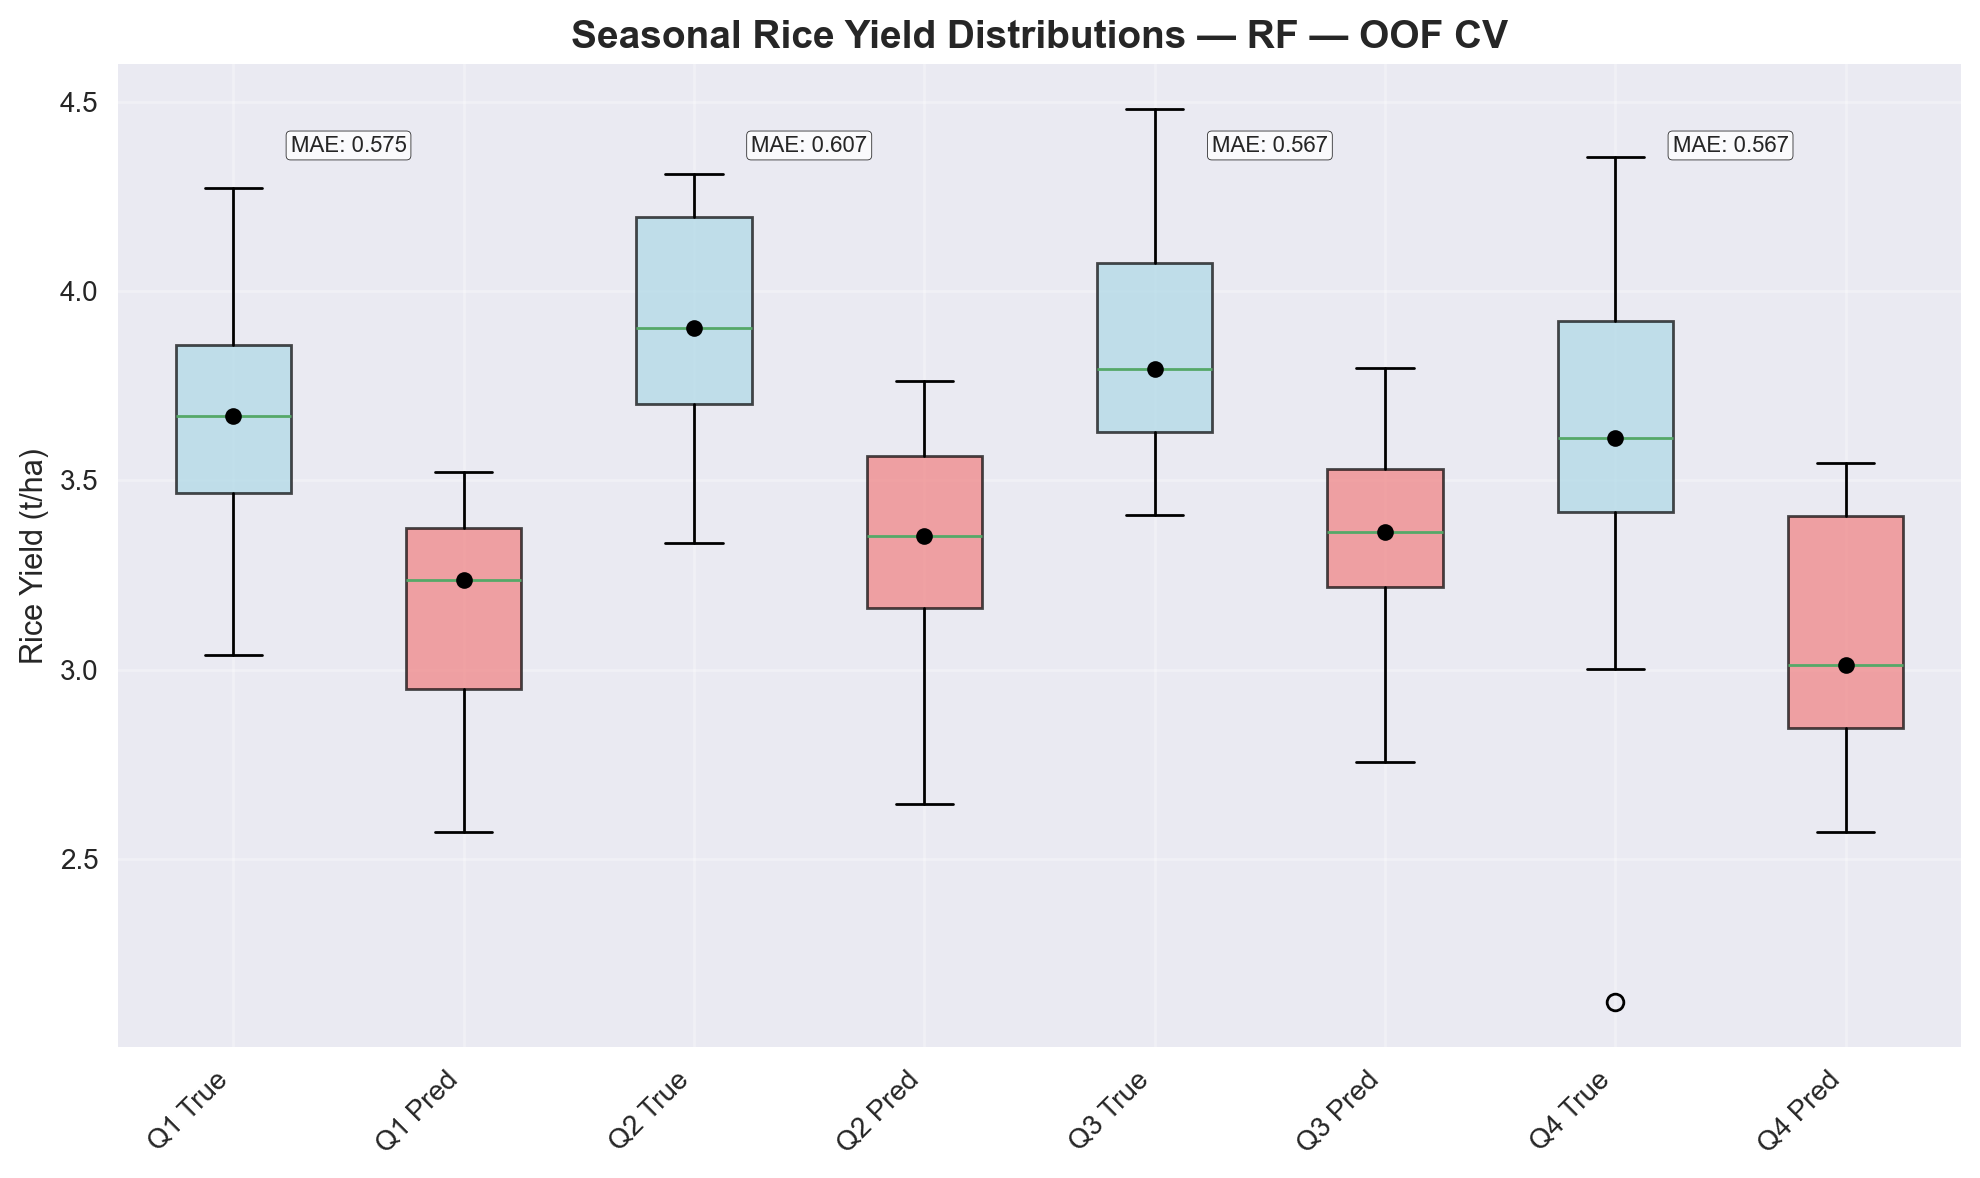 Seasonal Rice Yield Distributions — RF — OOF CV
Rice Yield (t/ha)
4.5
4.0
3.5
3.0
2.5
MAE: 0.575
MAE: 0.607
MAE: 0.567
MAE: 0.567
Q1 True
Q1 Pred
Q2 True
Q2 Pred
Q3 True
Q3 Pred
Q4 True
Q4 Pred